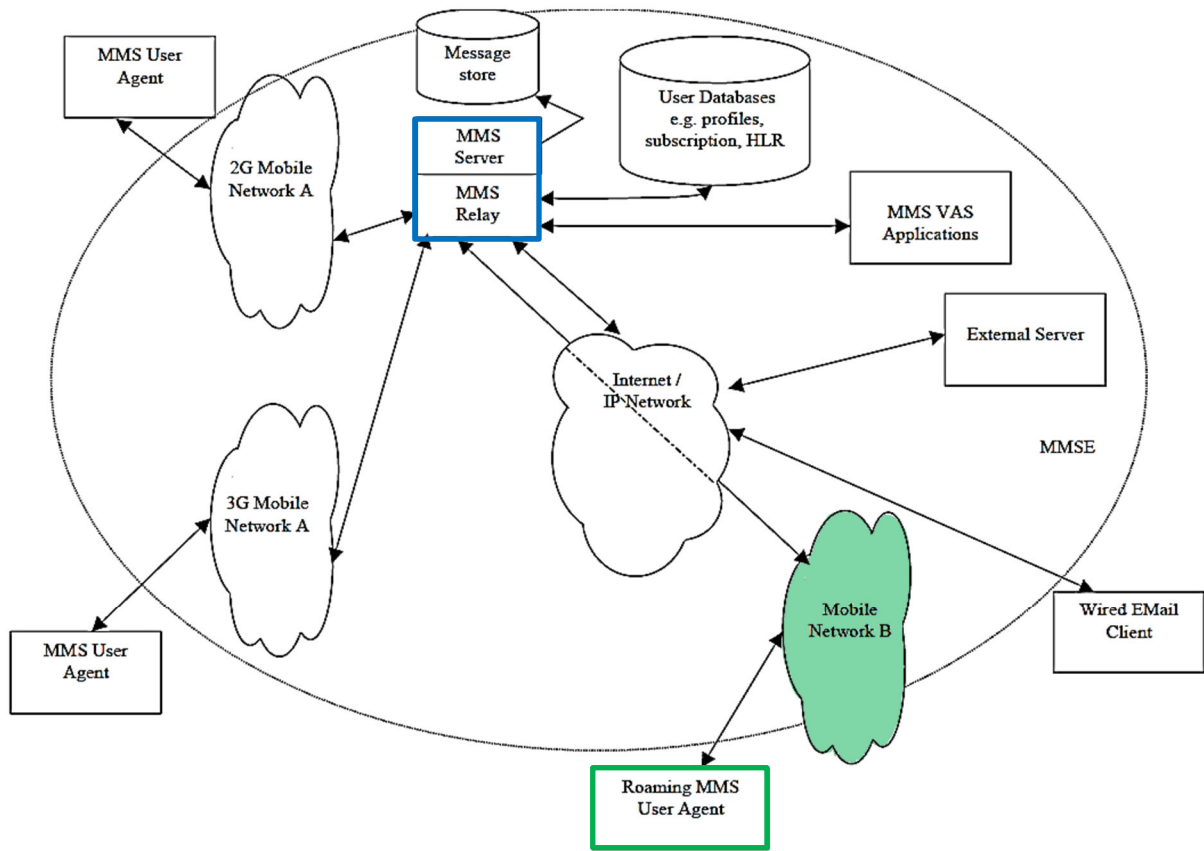 MMS User
Agent
Message
store
User Databases
e.g. profiles,
subscription, HLR
MMS
Server
MMS
Relay
2G Mobile
Network A
MMS VAS
Applications
External Server
Internet /
IP Network
MMSE
3G Mobile
Network A
Mobile
Network B
Wired EMail
Client
MMS User
Agent
Roaming MMS
User Agent